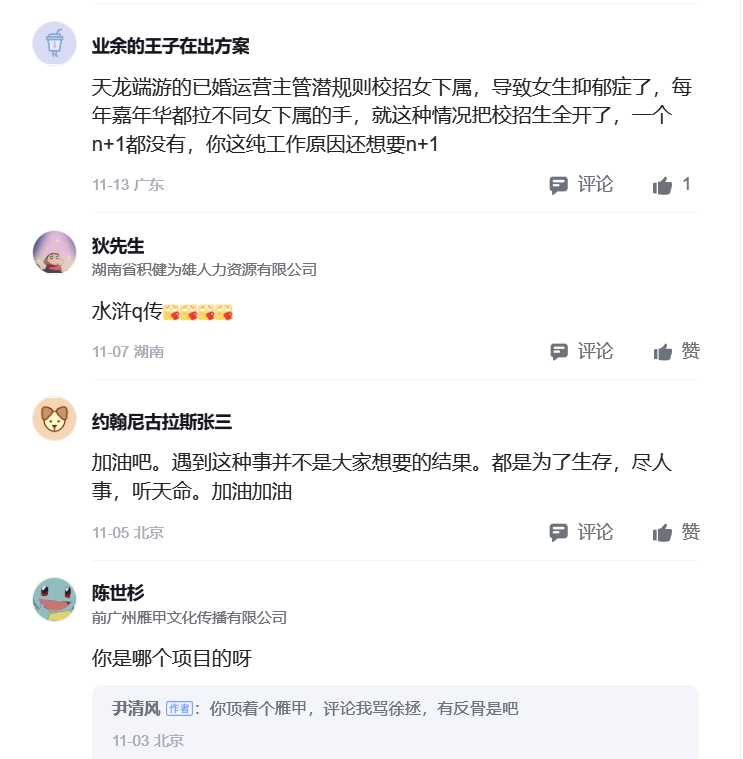 业余的王子在出方案
天龙端游的已婚运营主管潜规则校招女下属，导致女生抑郁症了，每
年嘉年华都拉不同女下属的手，就这种情况把校招生全开了，一个
n+1都没有，你这纯工作原因还想要n+1
11-13 广东 评论 1
狄先生
湖南省积健为雄人力资源有限公司
水浒q传
11-07 湖南 评论 赞
约翰尼古拉斯张三
加油吧。遇到这种事并不是大家想要的结果。都是为了生存，尽人
事，听天命。加油加油
11-05 北京 评论 赞
陈世杉
前广州雁甲文化传播有限公司
你是哪个项目的呀
尹清风 作者：你顶着个雁甲，评论我骂徐拯，有反骨是吧
11-03 北京